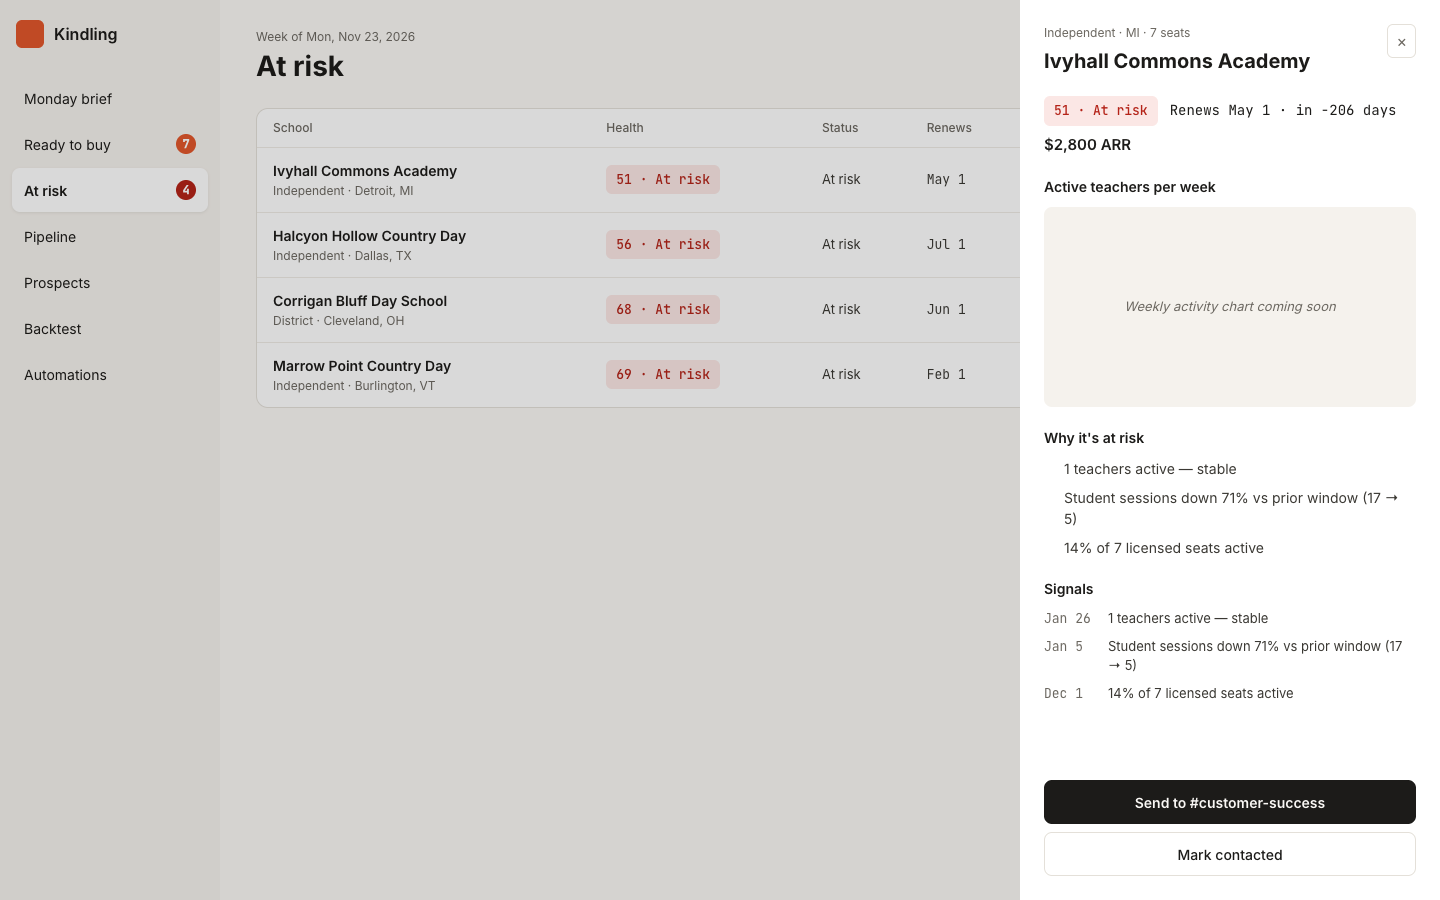 Kindling
Monday brief
Ready to buy 7
At risk 4
Pipeline
Prospects
Backtest
Automations
Week of Mon, Nov 23, 2026
At risk
School Health Status Renews
Ivyhall Commons Academy
Independent · Detroit, MI
51 · At risk At risk May 1
Halcyon Hollow Country Day
Independent · Dallas, TX
56 · At risk At risk Jul 1
Corrigan Bluff Day School
District · Cleveland, OH
68 · At risk At risk Jun 1
Marrow Point Country Day
Independent · Burlington, VT
69 · At risk At risk Feb 1
Independent · MI · 7 seats
Ivyhall Commons Academy
×
51 · At risk Renews May 1 · in -206 days
$2,800 ARR
Active teachers per week
Weekly activity chart coming soon
Why it's at risk
1 teachers active — stable
Student sessions down 71% vs prior window (17 →
5)
14% of 7 licensed seats active
Signals
Jan 26 1 teachers active — stable
Jan 5 Student sessions down 71% vs prior window (17
→ 5)
Dec 1 14% of 7 licensed seats active
Send to #customer-success
Mark contacted